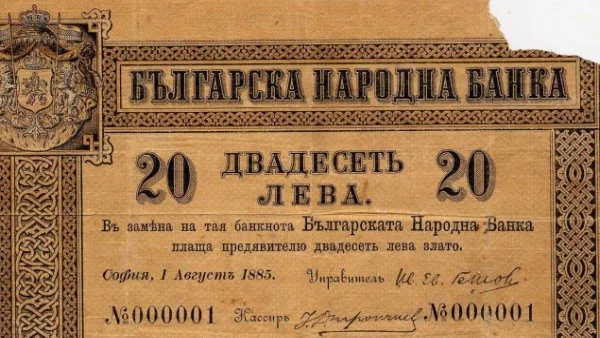 БЪЛГАРСКА НАРОДНА БАНКА
20 ДВАДЕСЕТЬ 20
ЛЕВА.
Въ замѣна на тая банкнота Българската Народна Банка
плаща предявителю двадесеть лева злато.
София, 1 Августъ 1885. Управитель
№000001 Кассиръ №000001